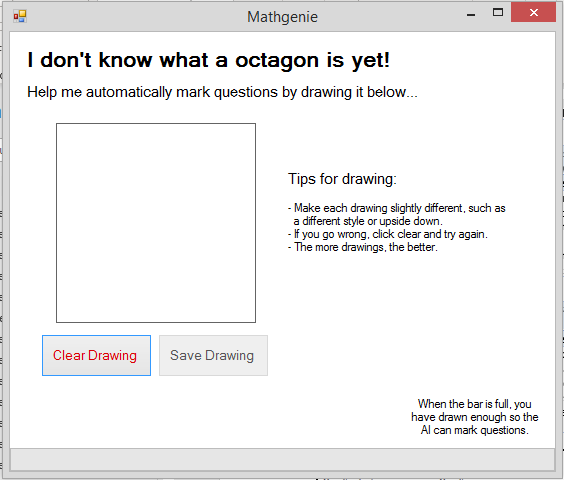 Mathgenie
I don't know what a octagon is yet!
Help me automatically mark questions by drawing it below...
Tips for drawing:
- Make each drawing slightly different, such as
a different style or upside down.
- If you go wrong, click clear and try again.
- The more drawings, the better.
Clear Drawing
Save Drawing
When the bar is full, you
have drawn enough so the
AI can mark questions.